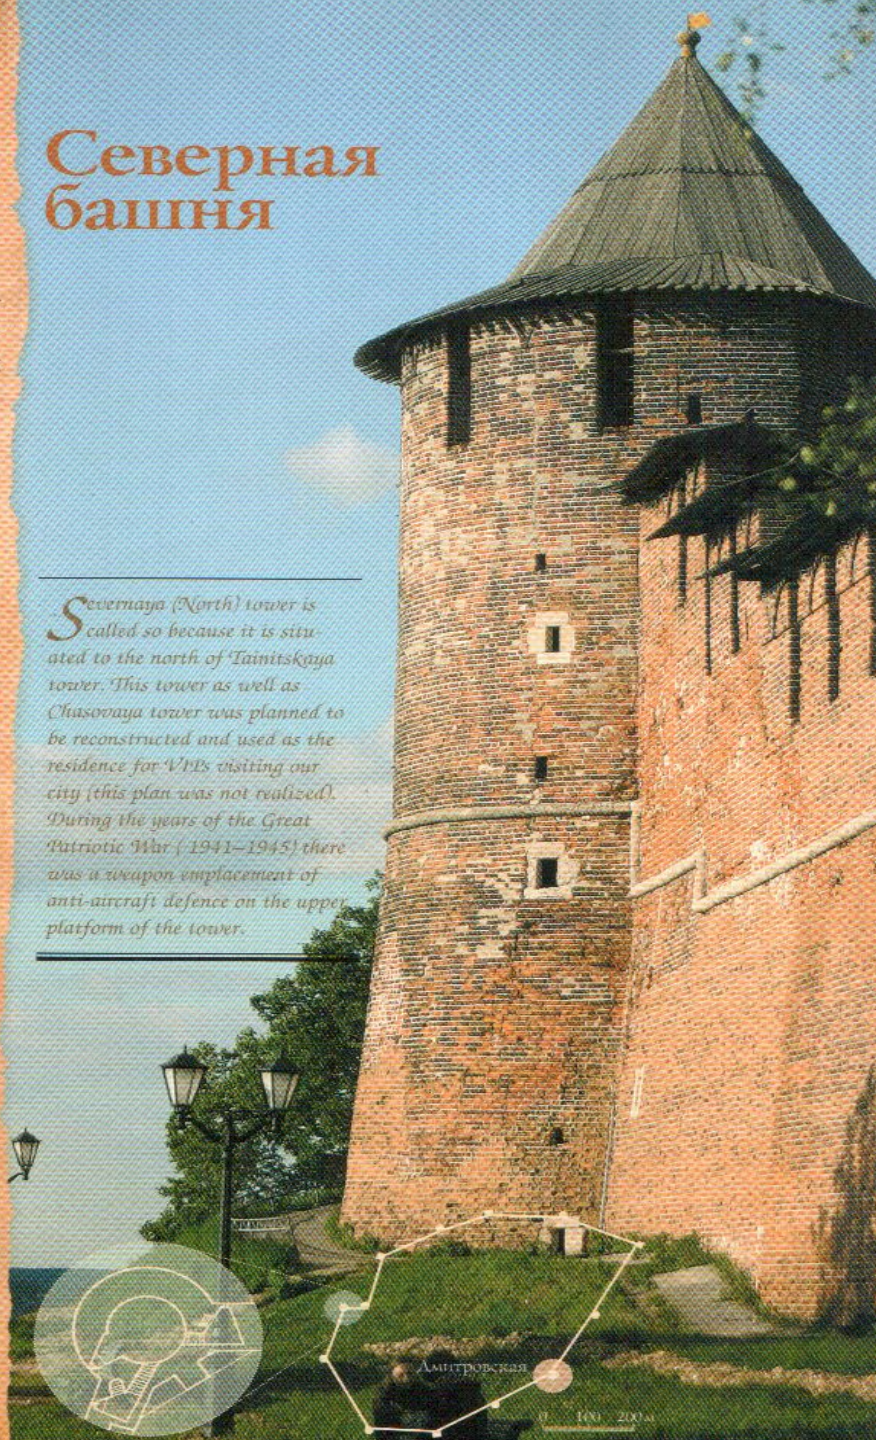 Северная
башня
Severnaya (North) tower is
called so because it is situ-
ated to the north of Tainitskaya
tower. This tower as well as
Chasovaya tower was planned to
be reconstructed and used as the
residence for VIPs visiting our
city (this plan was not realized).
During the years of the Great
Patriotic War (1941–1945) there
was a weapon emplacement of
anti-aircraft defence on the upper
platform of the tower.
Дмитровская
0 100 200 м